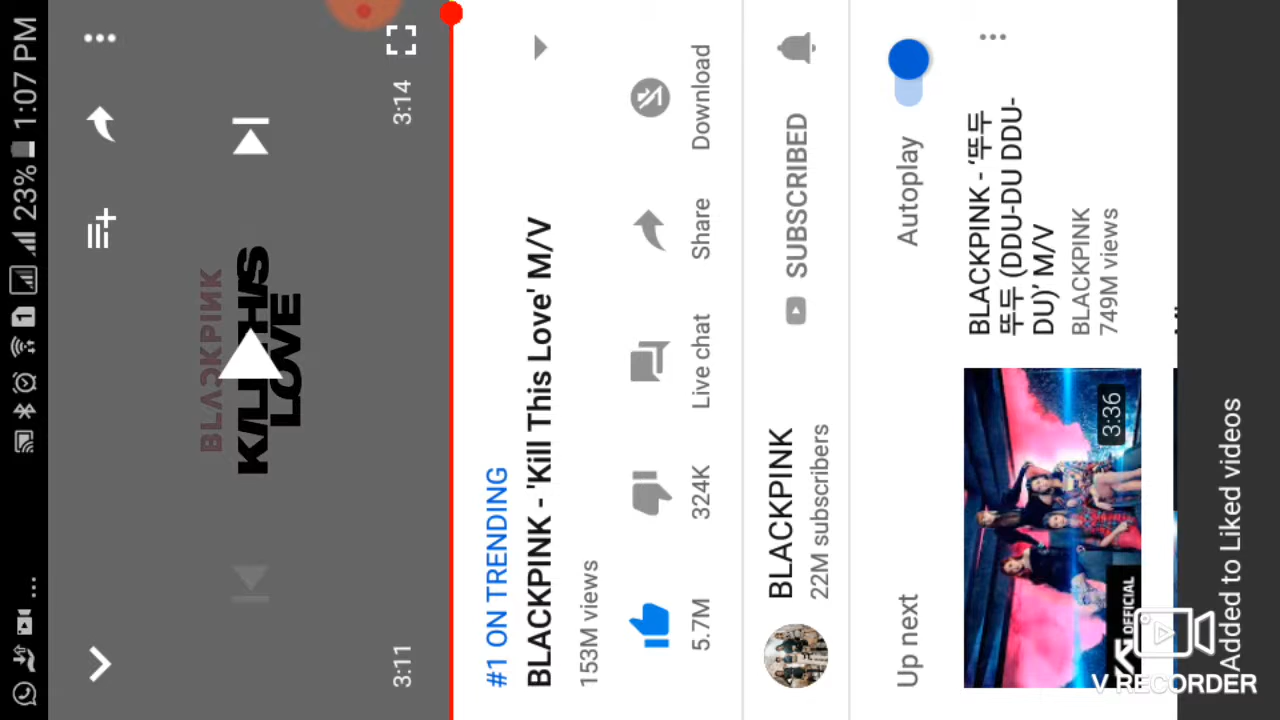 23% 1:07 PM
BLΛϽKPIИK
KILL THIS
LOVE
3:11
3:14
#1 ON TRENDING
BLACKPINK - 'Kill This Love' M/V
153M views
5.7M
324K
Live chat
Share
Download
BLACKPINK
22M subscribers
SUBSCRIBED
Up next
Autoplay
3:36
OFFICIAL
BLACKPINK - '뚜두
뚜두 (DDU-DU DDU-
DU)' M/V
BLACKPINK
749M views
Added to Liked videos
V RECORDER